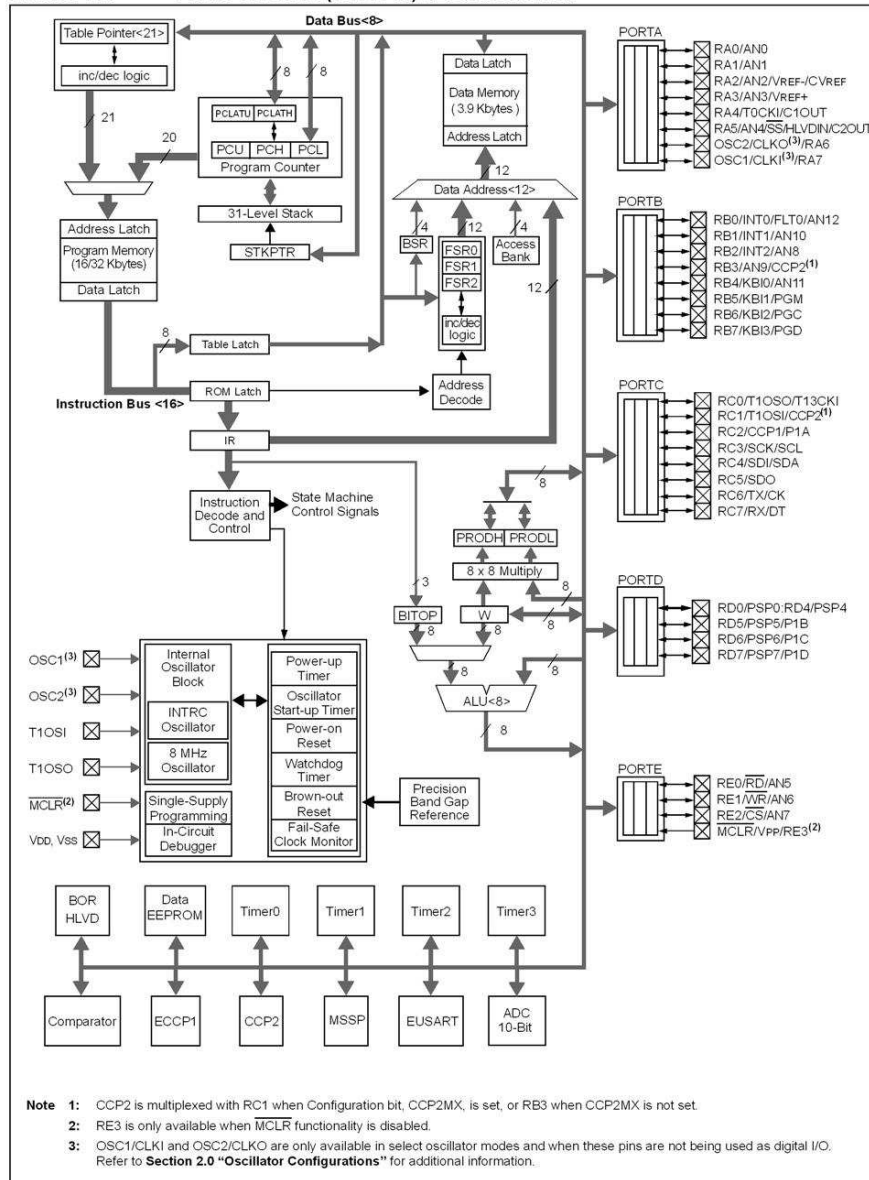 Data Bus<8>
Table Pointer<21>
inc/dec logic
21
20
8
8
PCLATU PCLATH
PCU PCH PCL
Program Counter
31-Level Stack
STKPTR
Address Latch
Program Memory
(16/32 Kbytes)
Data Latch
Data Latch
Data Memory
(3.9 Kbytes)
Address Latch
12
Data Address<12>
4
12
4
BSR
FSR0
FSR1
FSR2
Access
Bank
12
inc/dec
logic
8
Table Latch
ROM Latch
Address
Decode
Instruction Bus <16>
IR
Instruction
Decode and
Control
State Machine
Control Signals
8
PRODH PRODL
8 x 8 Multiply
3
8
BITOP
W
8
8
8
8
8
ALU<8>
8
OSC1(3)
OSC2(3)
T1OSI
T1OSO
MCLR(2)
VDD, VSS
Internal
Oscillator
Block
INTRC
Oscillator
8 MHz
Oscillator
Single-Supply
Programming
In-Circuit
Debugger
Power-up
Timer
Oscillator
Start-up Timer
Power-on
Reset
Watchdog
Timer
Brown-out
Reset
Fail-Safe
Clock Monitor
Precision
Band Gap
Reference
PORTA
RA0/AN0
RA1/AN1
RA2/AN2/VREF-/CVREF
RA3/AN3/VREF+
RA4/T0CKI/C1OUT
RA5/AN4/SS/HLVDIN/C2OUT
OSC2/CLKO(3)/RA6
OSC1/CLKI(3)/RA7
PORTB
RB0/INT0/FLT0/AN12
RB1/INT1/AN10
RB2/INT2/AN8
RB3/AN9/CCP2(1)
RB4/KBI0/AN11
RB5/KBI1/PGM
RB6/KBI2/PGC
RB7/KBI3/PGD
PORTC
RC0/T1OSO/T13CKI
RC1/T1OSI/CCP2(1)
RC2/CCP1/P1A
RC3/SCK/SCL
RC4/SDI/SDA
RC5/SDO
RC6/TX/CK
RC7/RX/DT
PORTD
RD0/PSP0:RD4/PSP4
RD5/PSP5/P1B
RD6/PSP6/P1C
RD7/PSP7/P1D
PORTE
RE0/RD/AN5
RE1/WR/AN6
RE2/CS/AN7
MCLR/VPP/RE3(2)
BOR
HLVD
Data
EEPROM
Timer0
Timer1
Timer2
Timer3
Comparator
ECCP1
CCP2
MSSP
EUSART
ADC
10-Bit
Note 1: CCP2 is multiplexed with RC1 when Configuration bit, CCP2MX, is set, or RB3 when CCP2MX is not set.
2: RE3 is only available when MCLR functionality is disabled.
3: OSC1/CLKI and OSC2/CLKO are only available in select oscillator modes and when these pins are not being used as digital I/O.
Refer to Section 2.0 “Oscillator Configurations” for additional information.